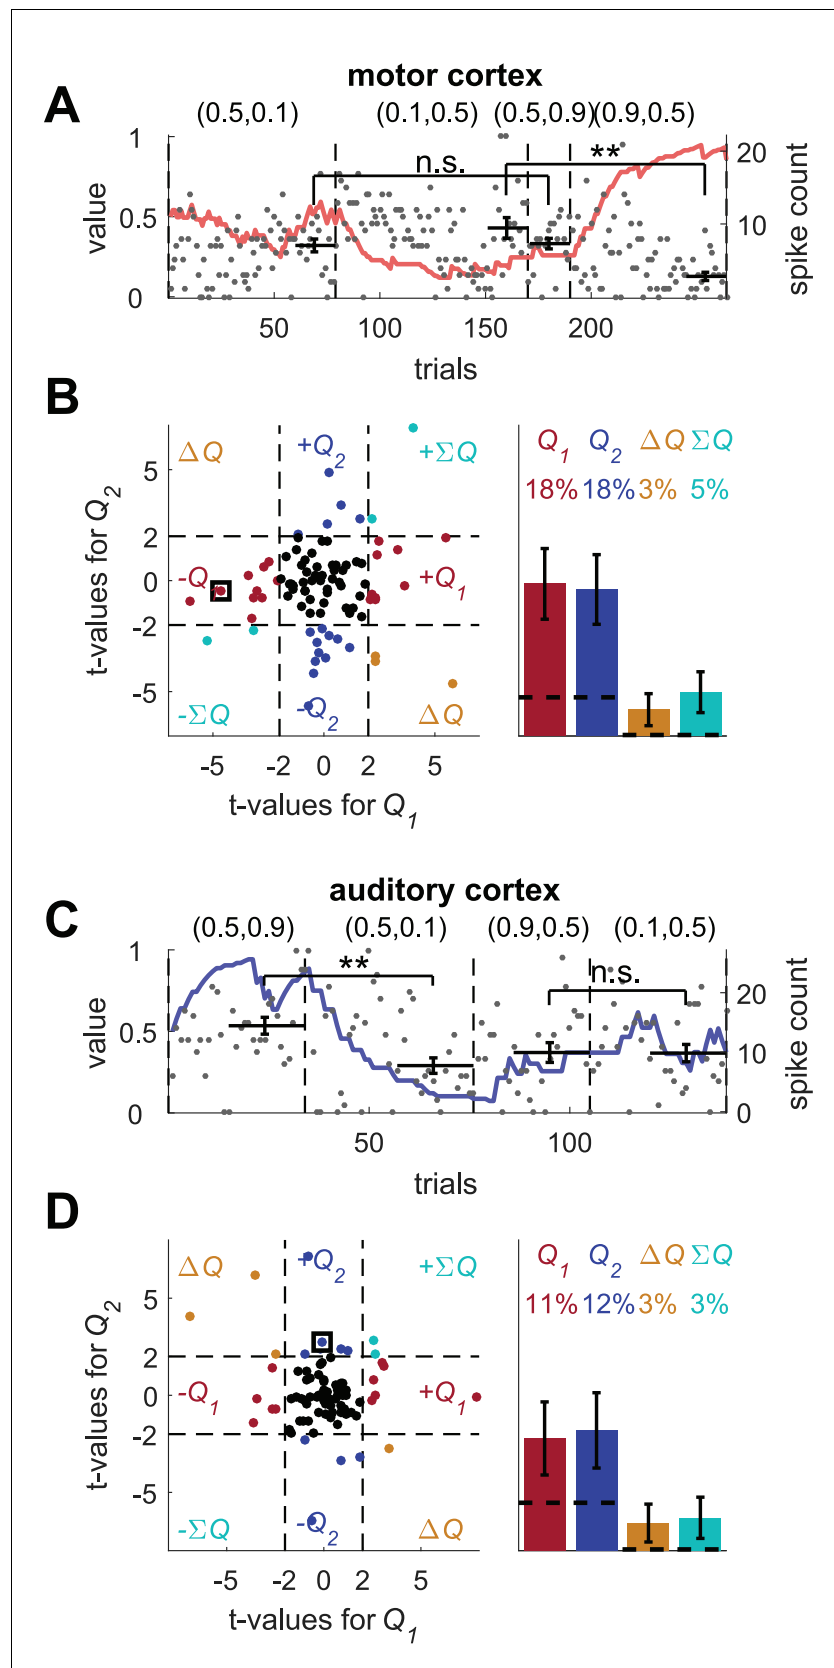 A
motor cortex
(0.5,0.1) (0.1,0.5) (0.5,0.9) (0.9,0.5)
n.s. **
value
1
0.5
0
spike count
20
10
0
50 100 150 200
trials
B
ΔQ +Q2 +ΣQ
-Q1 +Q1
-ΣQ -Q2 ΔQ
t-values for Q2
5
2
0
-2
-5
-5 -2 0 2 5
t-values for Q1
Q1 Q2 ΔQ ΣQ
18% 18% 3% 5%
C
auditory cortex
(0.5,0.9) (0.5,0.1) (0.9,0.5) (0.1,0.5)
** n.s.
value
1
0.5
0
spike count
20
10
0
50 100
trials
D
ΔQ +Q2 +ΣQ
-Q1 +Q1
-ΣQ -Q2 ΔQ
t-values for Q2
5
2
0
-2
-5
-5 -2 0 2 5
t-values for Q1
Q1 Q2 ΔQ ΣQ
11% 12% 3% 3%